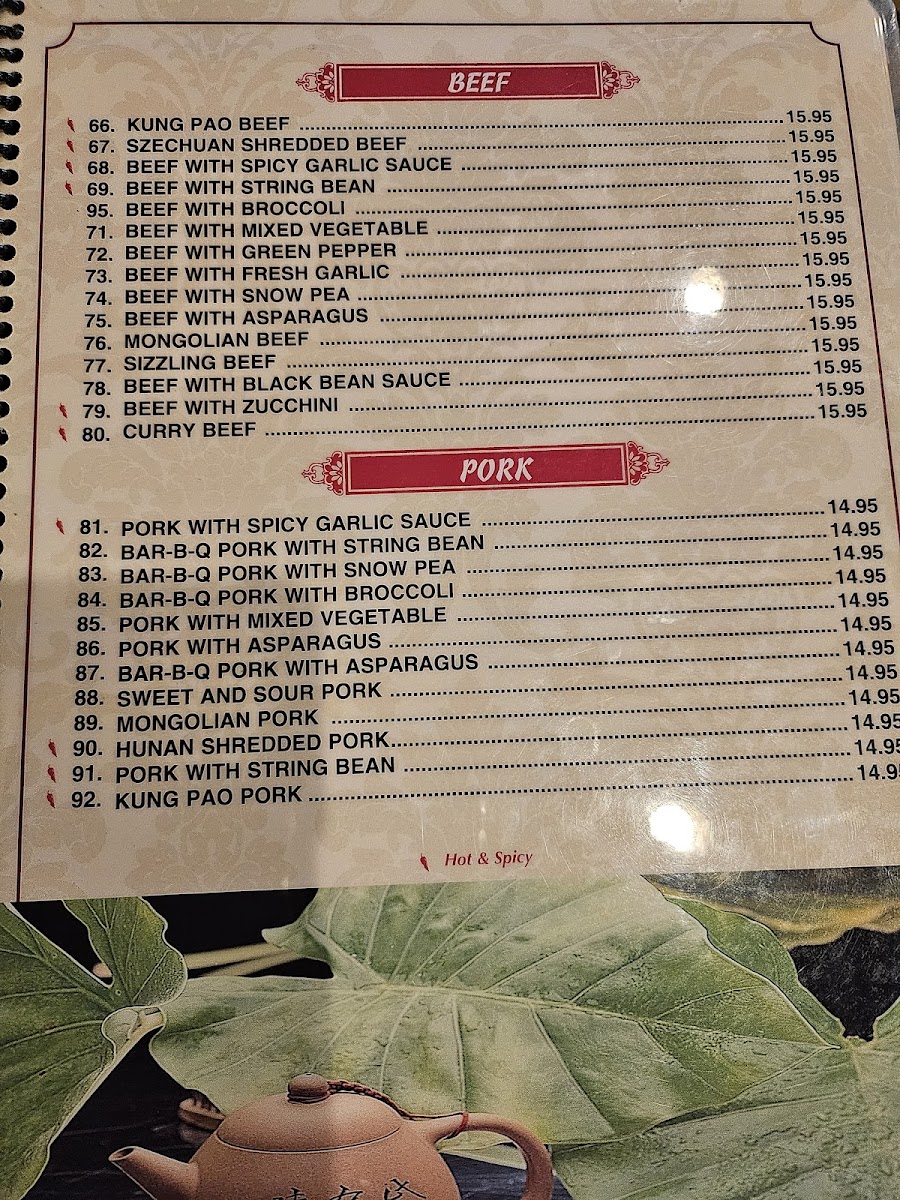 BEEF
66. KUNG PAO BEEF 15.95
67. SZECHUAN SHREDDED BEEF 15.95
68. BEEF WITH SPICY GARLIC SAUCE 15.95
69. BEEF WITH STRING BEAN 15.95
95. BEEF WITH BROCCOLI 15.95
71. BEEF WITH MIXED VEGETABLE 15.95
72. BEEF WITH GREEN PEPPER 15.95
73. BEEF WITH FRESH GARLIC 15.95
74. BEEF WITH SNOW PEA 15.95
75. BEEF WITH ASPARAGUS 15.95
76. MONGOLIAN BEEF 15.95
77. SIZZLING BEEF 15.95
78. BEEF WITH BLACK BEAN SAUCE 15.95
79. BEEF WITH ZUCCHINI 15.95
80. CURRY BEEF 15.95
PORK
81. PORK WITH SPICY GARLIC SAUCE 14.95
82. BAR-B-Q PORK WITH STRING BEAN 14.95
83. BAR-B-Q PORK WITH SNOW PEA 14.95
84. BAR-B-Q PORK WITH BROCCOLI 14.95
85. PORK WITH MIXED VEGETABLE 14.95
86. PORK WITH ASPARAGUS 14.95
87. BAR-B-Q PORK WITH ASPARAGUS 14.95
88. SWEET AND SOUR PORK 14.95
89. MONGOLIAN PORK 14.95
90. HUNAN SHREDDED PORK 14.95
91. PORK WITH STRING BEAN 14.95
92. KUNG PAO PORK 14.95
Hot & Spicy